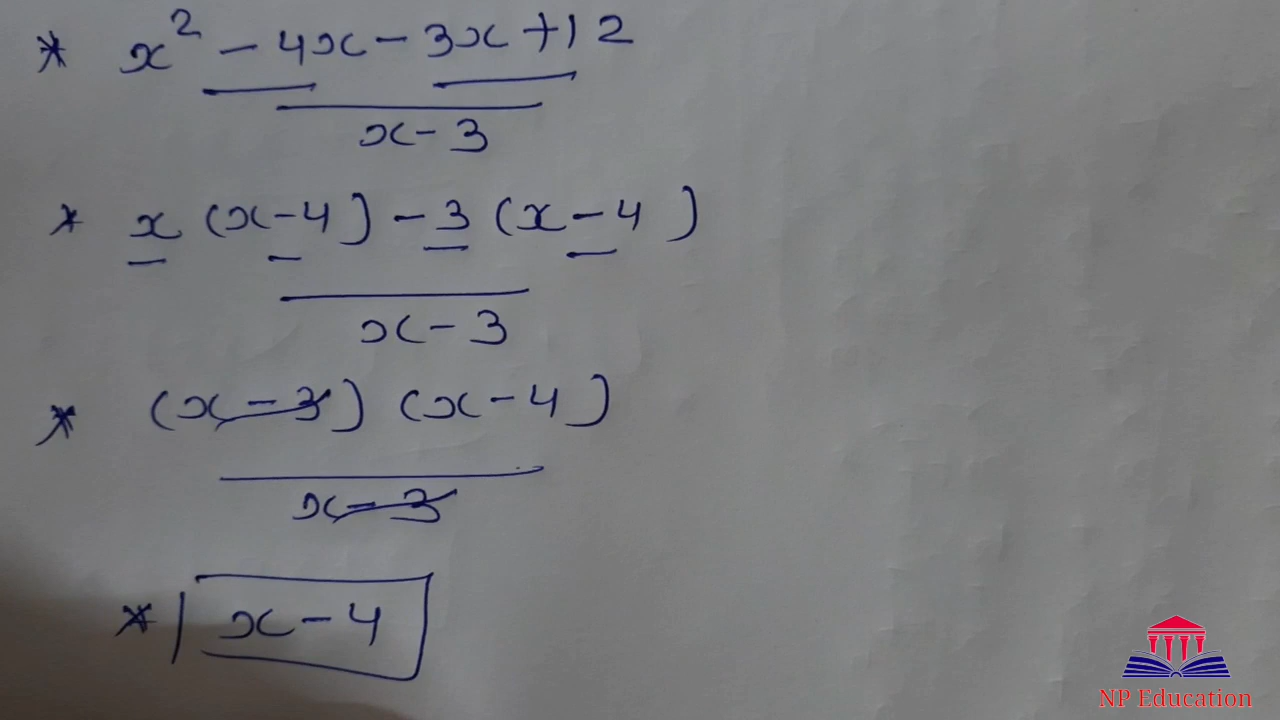 * x² - 4x - 3x + 12
x - 3
* x (x - 4) - 3 (x - 4)
x - 3
* (x - 3) (x - 4)
x - 3
* x - 4
NP Education